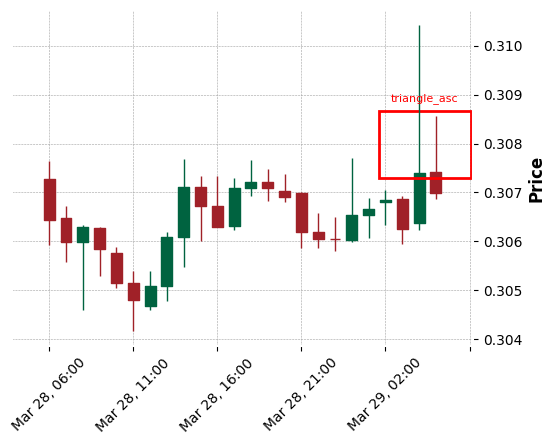 0.310
0.309
triangle_asc
0.308
0.307
0.306
0.305
0.304
Price
Mar 28, 06:00
Mar 28, 11:00
Mar 28, 16:00
Mar 28, 21:00
Mar 29, 02:00